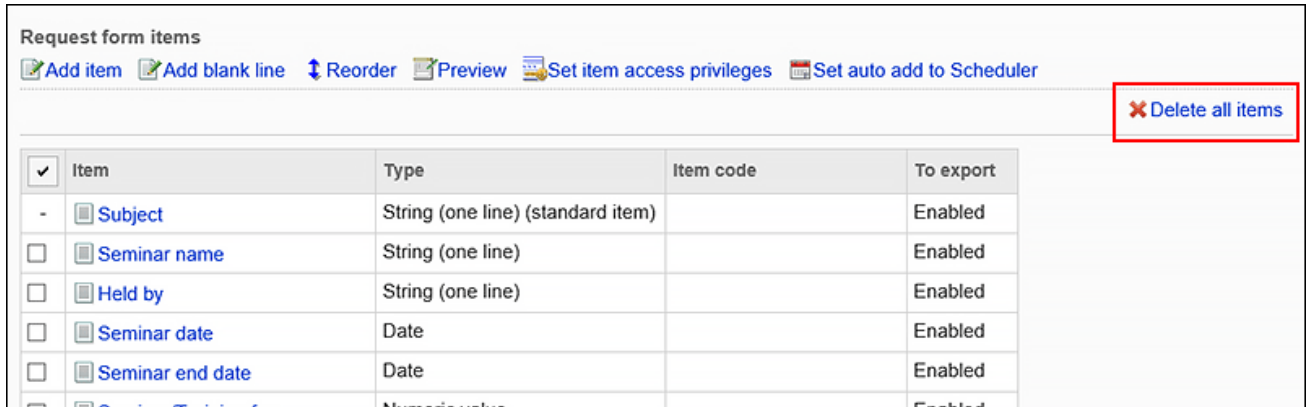 Request form items
Add item Add blank line Reorder Preview Set item access privileges Set auto add to Scheduler
Delete all items
Item Type Item code To export
- Subject String (one line) (standard item) Enabled
Seminar name String (one line) Enabled
Held by String (one line) Enabled
Seminar date Date Enabled
Seminar end date Date Enabled